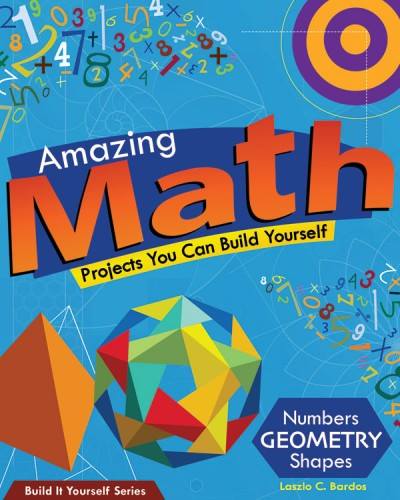 Amazing
Math
Projects You Can Build Yourself
Numbers
GEOMETRY
Shapes
Laszlo C. Bardos
Build It Yourself Series